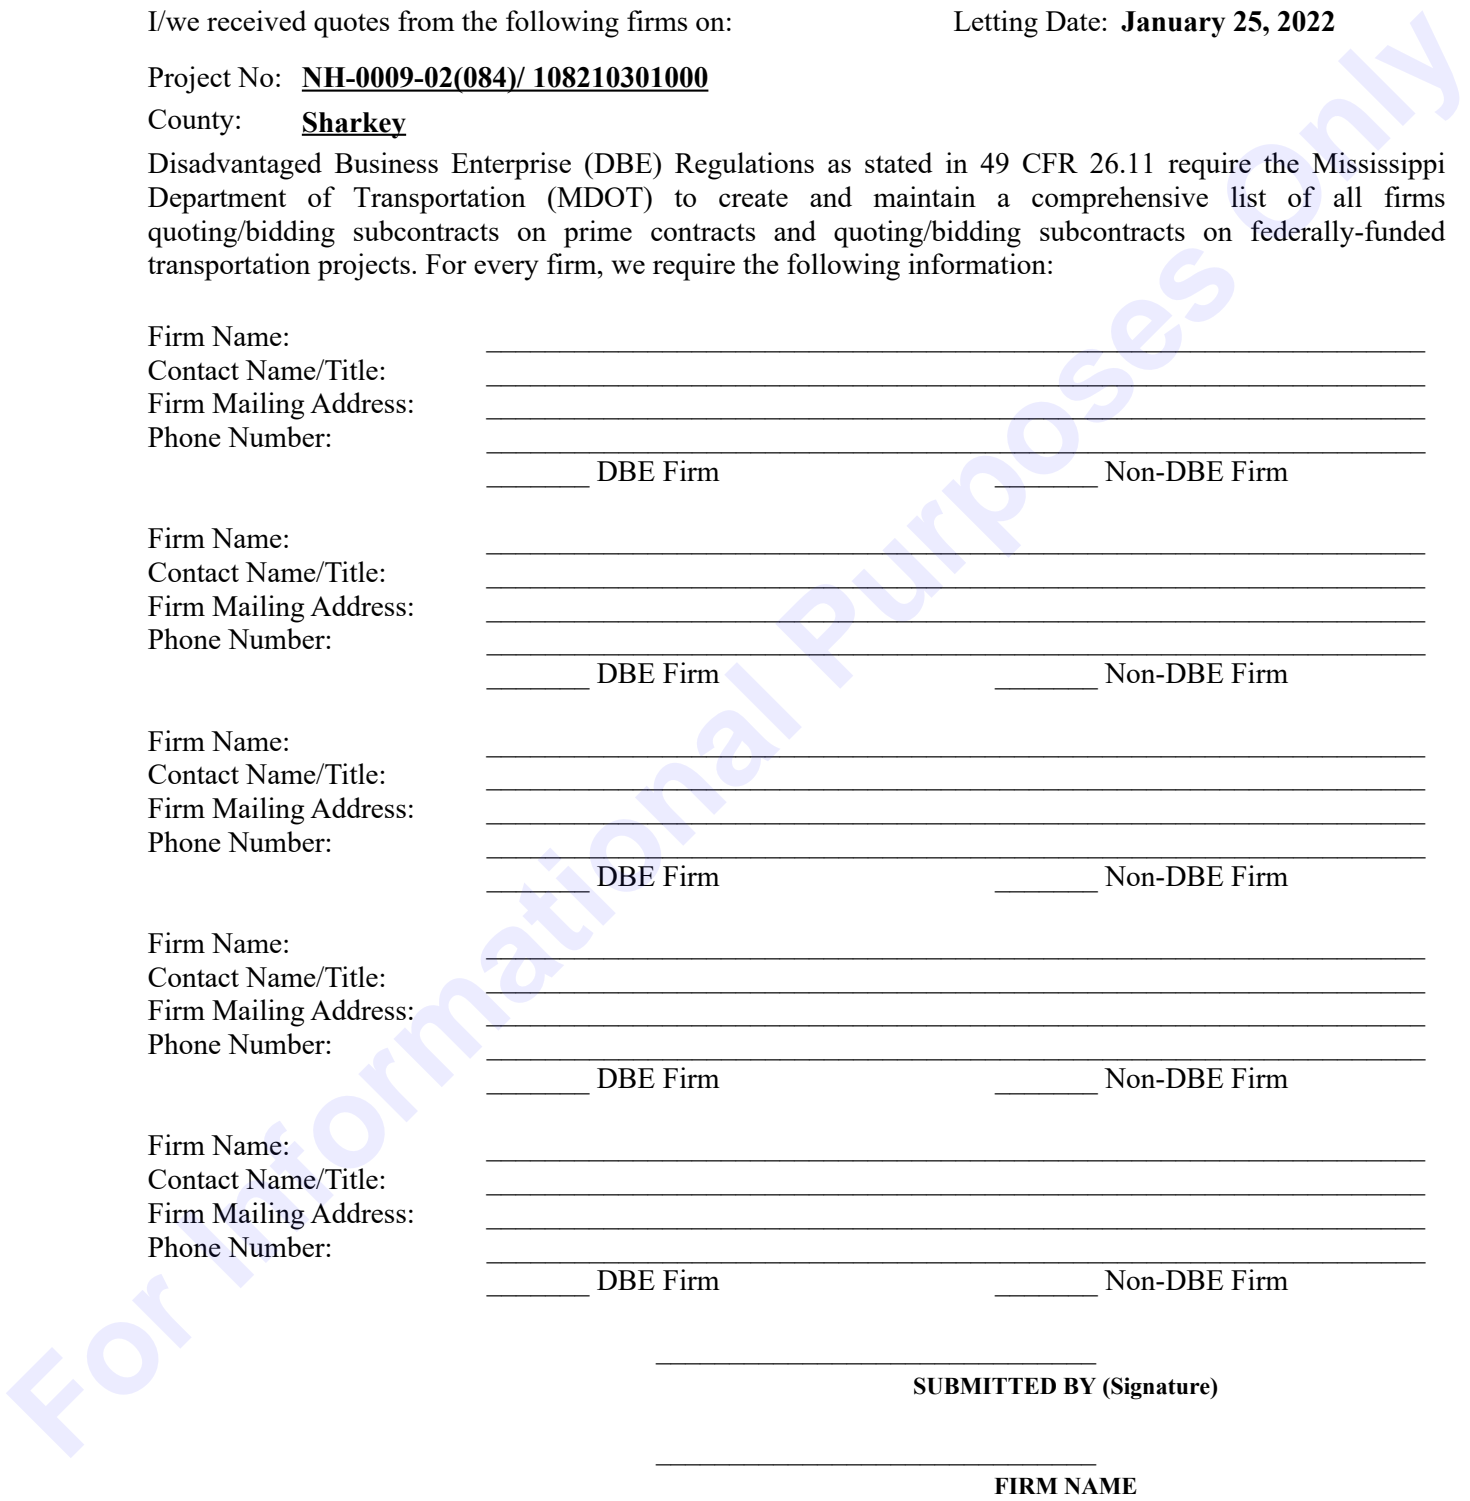 I/we received quotes from the following firms on: Letting Date: January 25, 2022
Project No: NH-0009-02(084)/ 108210301000
County: Sharkey
Disadvantaged Business Enterprise (DBE) Regulations as stated in 49 CFR 26.11 require the Mississippi
Department of Transportation (MDOT) to create and maintain a comprehensive list of all firms
quoting/bidding subcontracts on prime contracts and quoting/bidding subcontracts on federally-funded
transportation projects. For every firm, we require the following information:
Firm Name:
Contact Name/Title:
Firm Mailing Address:
Phone Number:
DBE Firm Non-DBE Firm
Firm Name:
Contact Name/Title:
Firm Mailing Address:
Phone Number:
DBE Firm Non-DBE Firm
Firm Name:
Contact Name/Title:
Firm Mailing Address:
Phone Number:
DBE Firm Non-DBE Firm
Firm Name:
Contact Name/Title:
Firm Mailing Address:
Phone Number:
DBE Firm Non-DBE Firm
Firm Name:
Contact Name/Title:
Firm Mailing Address:
Phone Number:
DBE Firm Non-DBE Firm
SUBMITTED BY (Signature)
FIRM NAME
For Informational Purposes Only